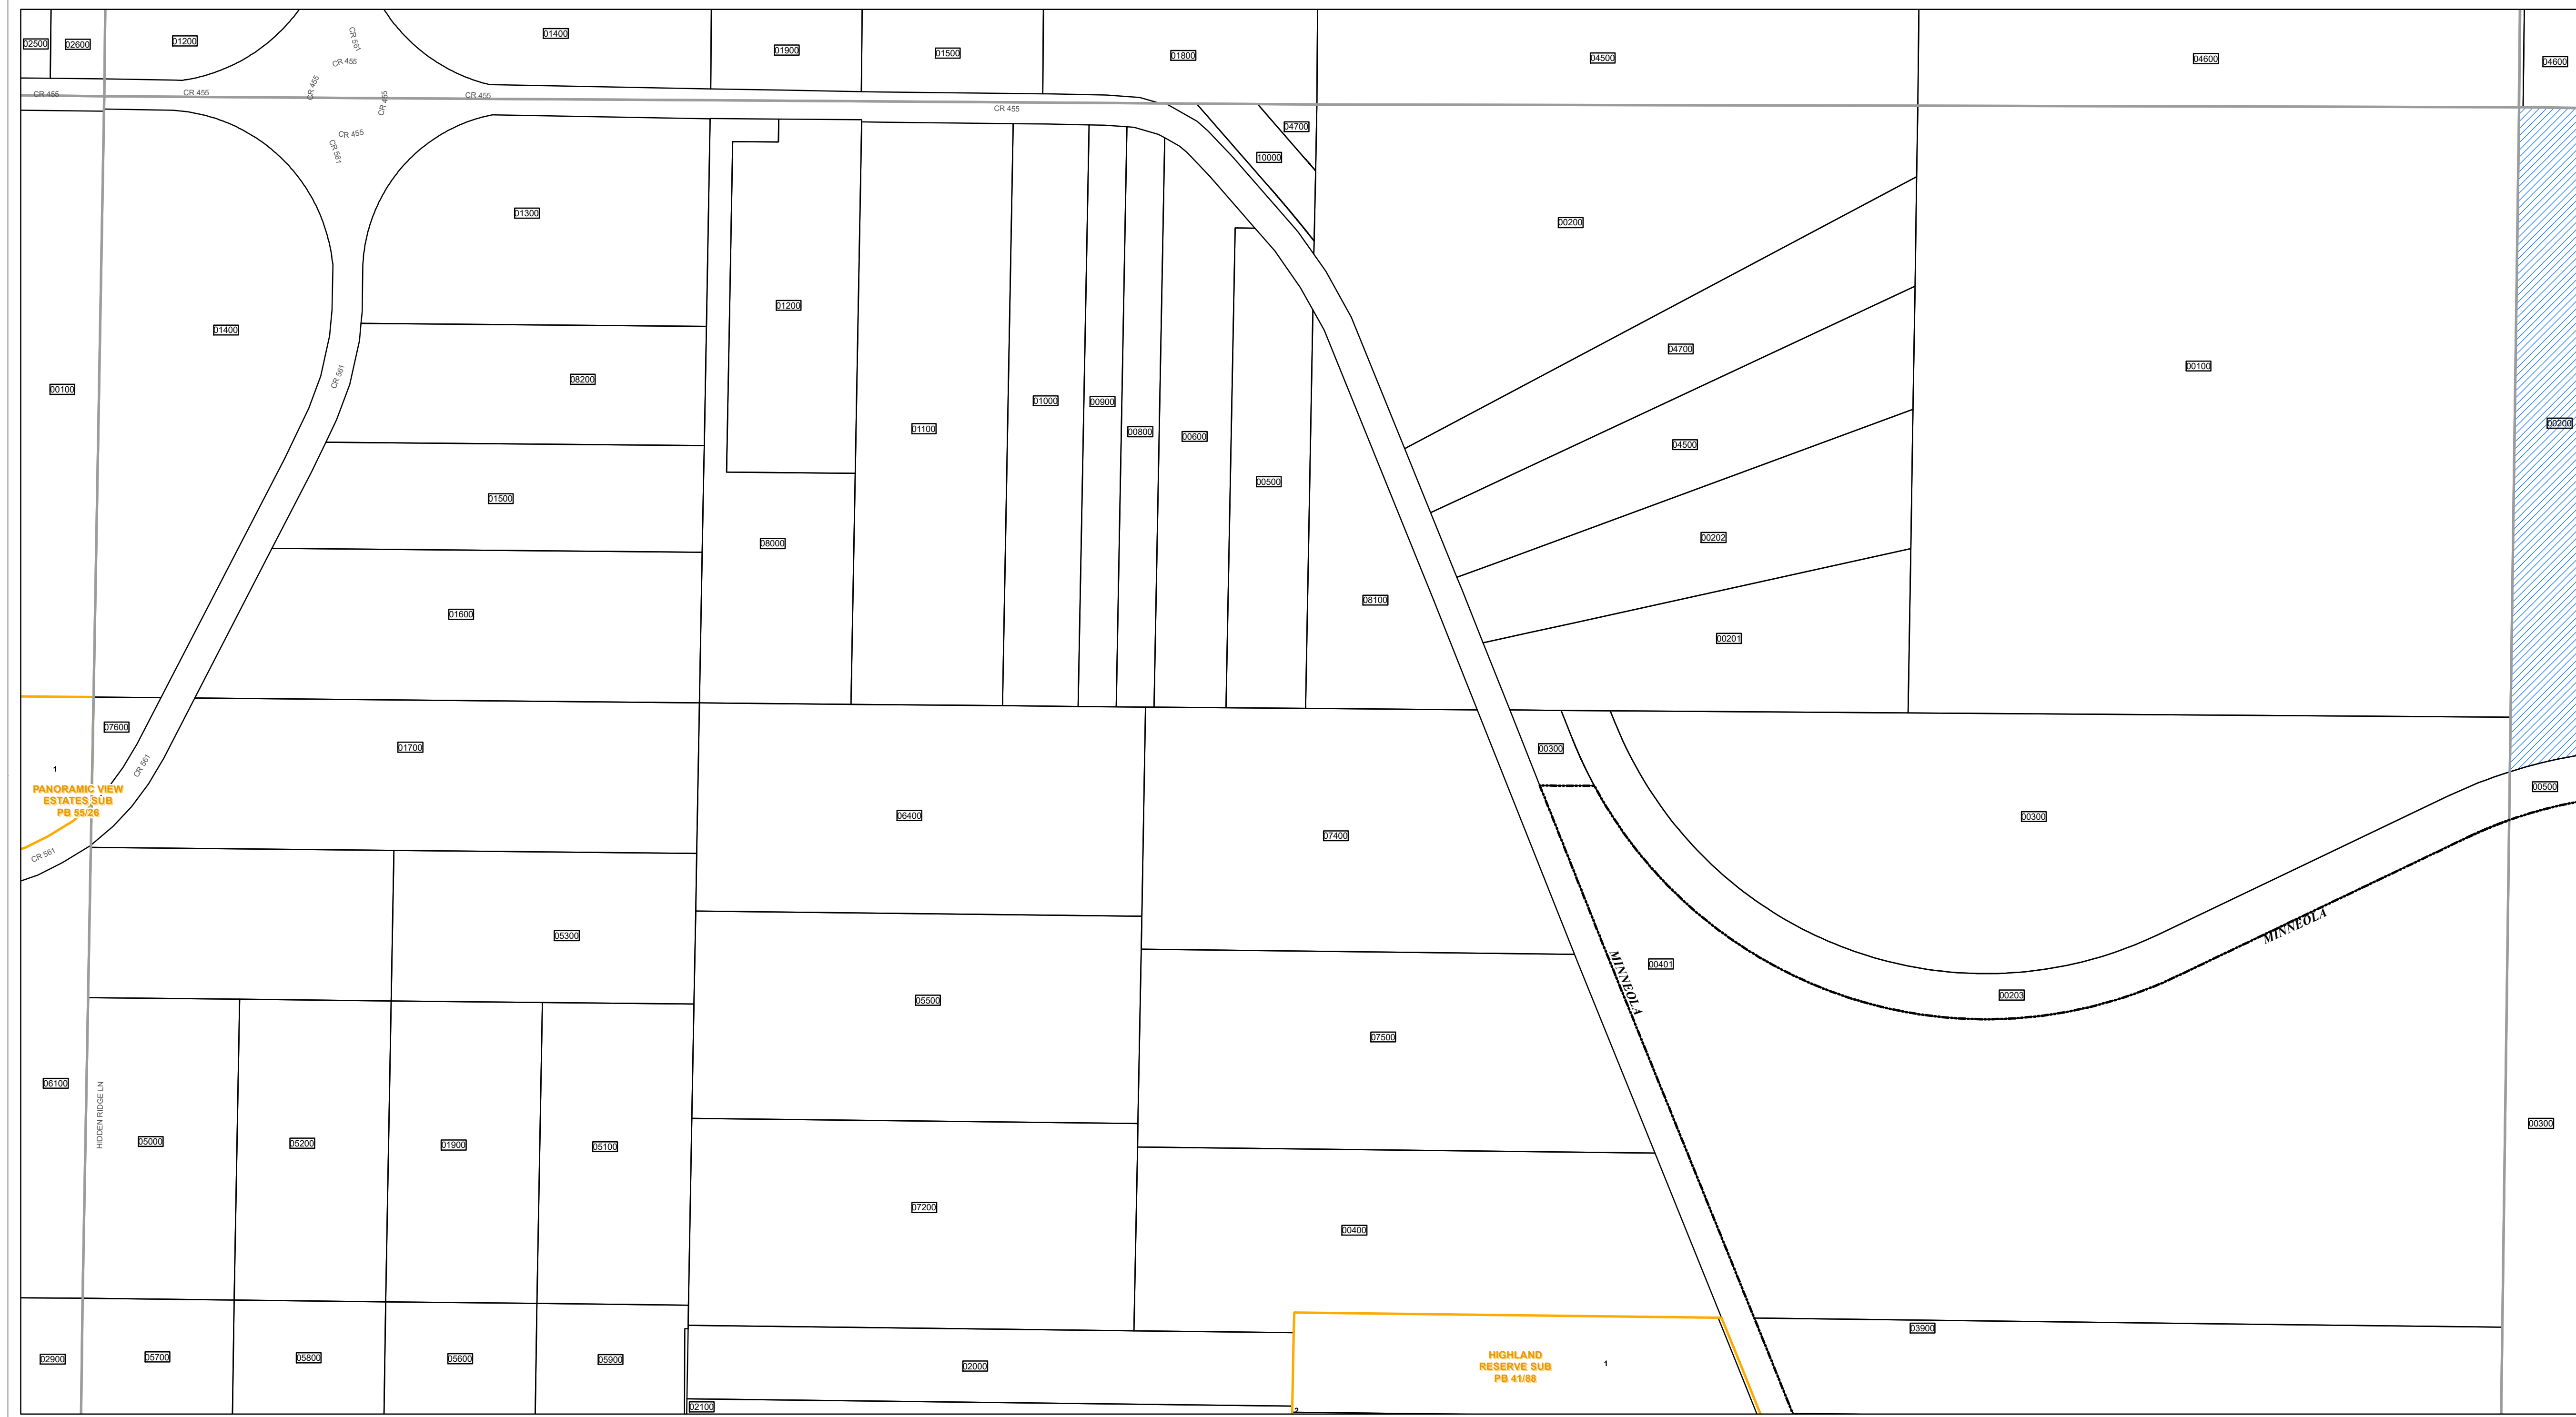 02500
02600
01200
CR 561
CR 455
01400
01900
01500
01800
04500
04600
04600
CR 455
CR 455
CR 455
CR 455
CR 455
CR 455
CR 455
CR 561
04700
10000
01300
00200
01200
01400
04700
00100
CR 561
08200
00100
01000
00900
00200
01100
00800
00600
04500
00500
01500
00202
08000
08100
01600
00201
07600
01700
00300
CR 561
1
PANORAMIC VIEW
ESTATES SUB
PB 55/26
00500
06400
00300
07400
CR 561
MINNEOLA
05300
00401
MINNEOLA
00203
05500
07500
06100
HIDDEN RIDGE LN
00300
05000
05200
01900
05100
07200
00400
03900
02900
05700
05800
05600
05900
02000
HIGHLAND
RESERVE SUB
PB 41/88
1
02100
2